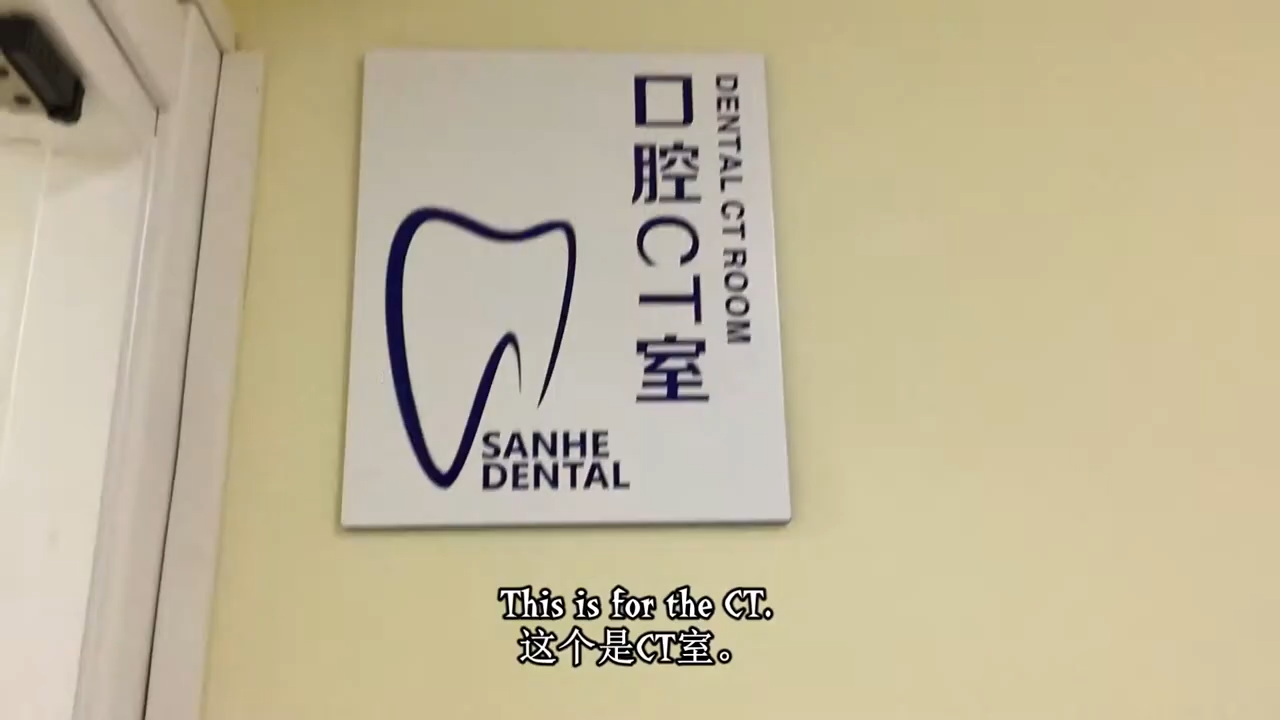 口腔CT室
DENTAL CT ROOM
SANHE
DENTAL
This is for the CT.
这个是CT室。